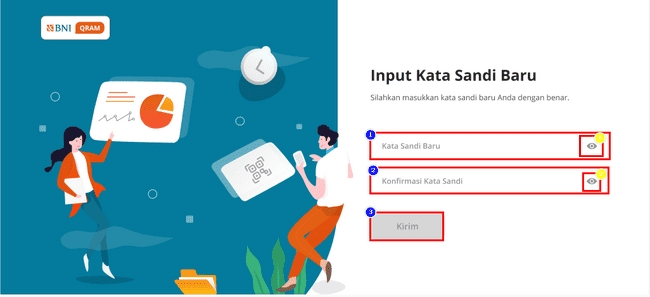 BNI QRAM
Input Kata Sandi Baru
Silahkan masukkan kata sandi baru Anda dengan benar.
1
Kata Sandi Baru
2
Konfirmasi Kata Sandi
3
Kirim